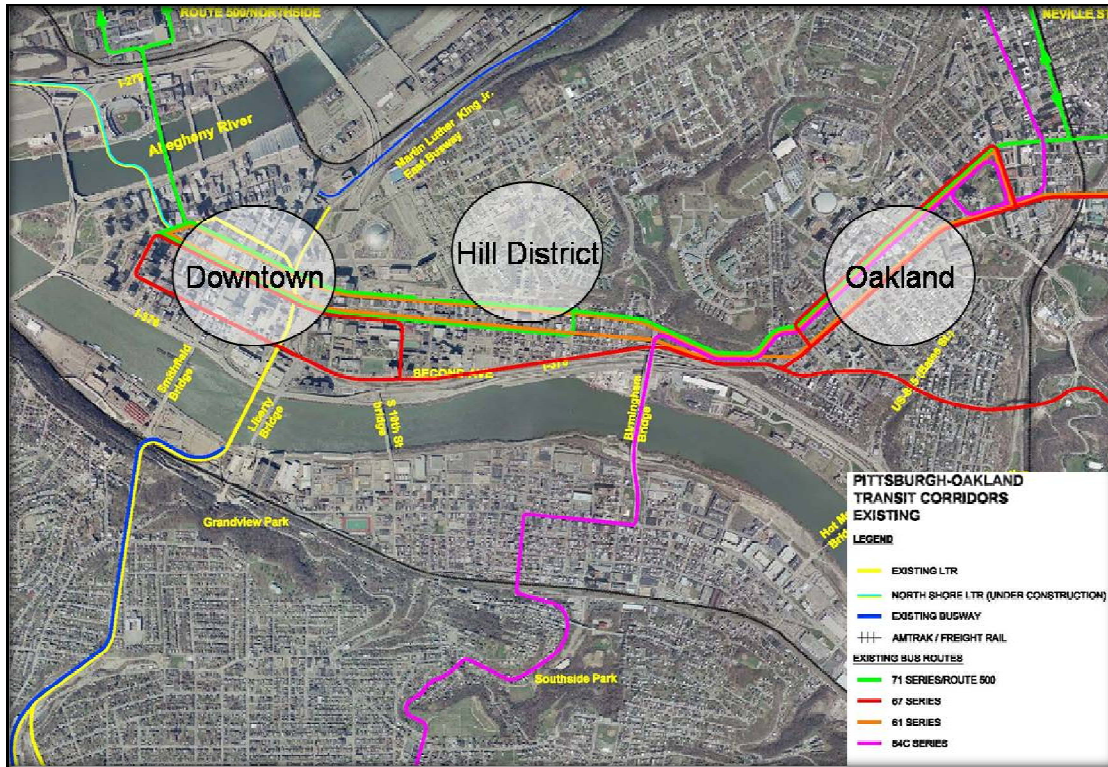 ROUTE 500/NORTHSIDE
NEVILLE ST
I-279
Allegheny River
Martin Luther King Jr.
East Busway
Downtown
Hill District
Oakland
I-376
SECOND AVE
I-376
Smithfield
Bridge
Liberty
Bridge
S 10th St
bridge
Birmingham
Bridge
Grandview Park
Southside Park
Hot M
PITTSBURGH-OAKLAND
TRANSIT CORRIDORS
EXISTING
LEGEND
EXISTING LTR
NORTH SHORE LTR (UNDER CONSTRUCTION)
EXISTING BUSWAY
AMTRAK / FREIGHT RAIL
EXISTING BUS ROUTES
71 SERIES/ROUTE 500
67 SERIES
61 SERIES
54C SERIES